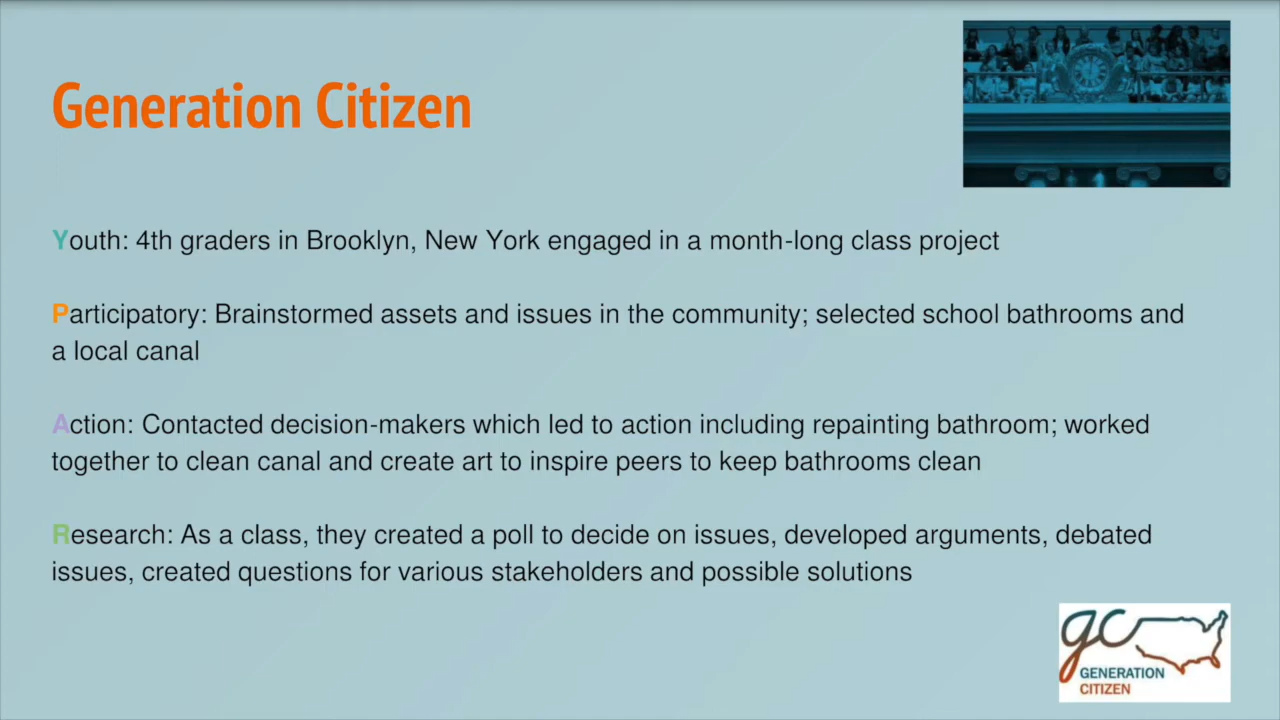 Generation Citizen
Youth: 4th graders in Brooklyn, New York engaged in a month-long class project
Participatory: Brainstormed assets and issues in the community; selected school bathrooms and
a local canal
Action: Contacted decision-makers which led to action including repainting bathroom; worked
together to clean canal and create art to inspire peers to keep bathrooms clean
Research: As a class, they created a poll to decide on issues, developed arguments, debated
issues, created questions for various stakeholders and possible solutions
gc
GENERATION
CITIZEN